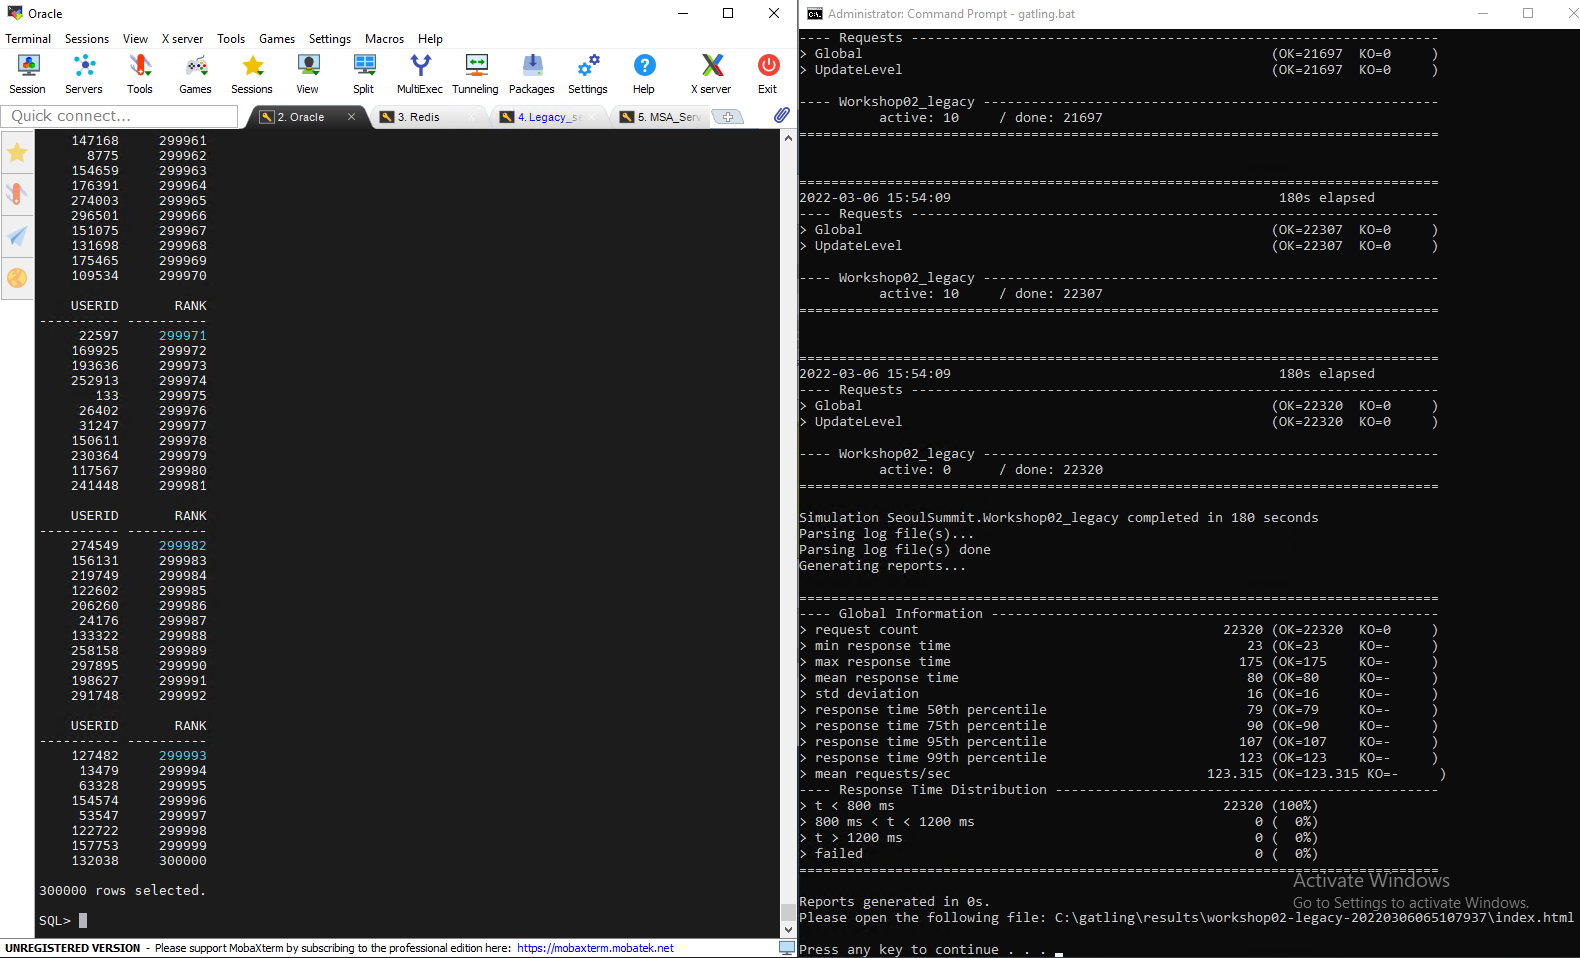 Oracle
Terminal Sessions View X server Tools Games Settings Macros Help
Session Servers Tools Games Sessions View Split MultiExec Tunneling Packages Settings Help X server Exit
Quick connect...
2. Oracle
3. Redis
4. Legacy_se
5. MSA_Serv
147168 299961
8775 299962
154659 299963
176391 299964
274003 299965
296501 299966
151075 299967
131698 299968
175465 299969
109534 299970
USERID RANK
---------- ----------
22597 299971
169925 299972
193636 299973
252913 299974
133 299975
26402 299976
31247 299977
150611 299978
230364 299979
117567 299980
241448 299981
USERID RANK
---------- ----------
274549 299982
156131 299983
219749 299984
122602 299985
206260 299986
24176 299987
133322 299988
258158 299989
297895 299990
198627 299991
291748 299992
USERID RANK
---------- ----------
127482 299993
13479 299994
63328 299995
154574 299996
53547 299997
122722 299998
157753 299999
132038 300000
300000 rows selected.
SQL>
UNREGISTERED VERSION - Please support MobaXterm by subscribing to the professional edition here: https://mobaxterm.mobatek.net
Administrator: Command Prompt - gatling.bat
---- Requests ------------------------------------------------------------------
> Global (OK=21697 KO=0 )
> UpdateLevel (OK=21697 KO=0 )
---- Workshop02_legacy ---------------------------------------------------------
active: 10 / done: 21697
================================================================================
================================================================================
2022-03-06 15:54:09 180s elapsed
---- Requests ------------------------------------------------------------------
> Global (OK=22307 KO=0 )
> UpdateLevel (OK=22307 KO=0 )
---- Workshop02_legacy ---------------------------------------------------------
active: 10 / done: 22307
================================================================================
================================================================================
2022-03-06 15:54:09 180s elapsed
---- Requests ------------------------------------------------------------------
> Global (OK=22320 KO=0 )
> UpdateLevel (OK=22320 KO=0 )
---- Workshop02_legacy ---------------------------------------------------------
active: 0 / done: 22320
================================================================================
Simulation SeoulSummit.Workshop02_legacy completed in 180 seconds
Parsing log file(s)...
Parsing log file(s) done
Generating reports...
================================================================================
---- Global Information --------------------------------------------------------
> request count 22320 (OK=22320 KO=0 )
> min response time 23 (OK=23 KO=- )
> max response time 175 (OK=175 KO=- )
> mean response time 80 (OK=80 KO=- )
> std deviation 16 (OK=16 KO=- )
> response time 50th percentile 79 (OK=79 KO=- )
> response time 75th percentile 90 (OK=90 KO=- )
> response time 95th percentile 107 (OK=107 KO=- )
> response time 99th percentile 123 (OK=123 KO=- )
> mean requests/sec 123.315 (OK=123.315 KO=- )
---- Response Time Distribution ------------------------------------------------
> t < 800 ms 22320 (100%)
> 800 ms < t < 1200 ms 0 ( 0%)
> t > 1200 ms 0 ( 0%)
> failed 0 ( 0%)
================================================================================
Activate Windows
Reports generated in 0s.
Go to Settings to activate Windows.
Please open the following file: C:\gatling\results\workshop02-legacy-20220306065107937\index.html
Press any key to continue . . .